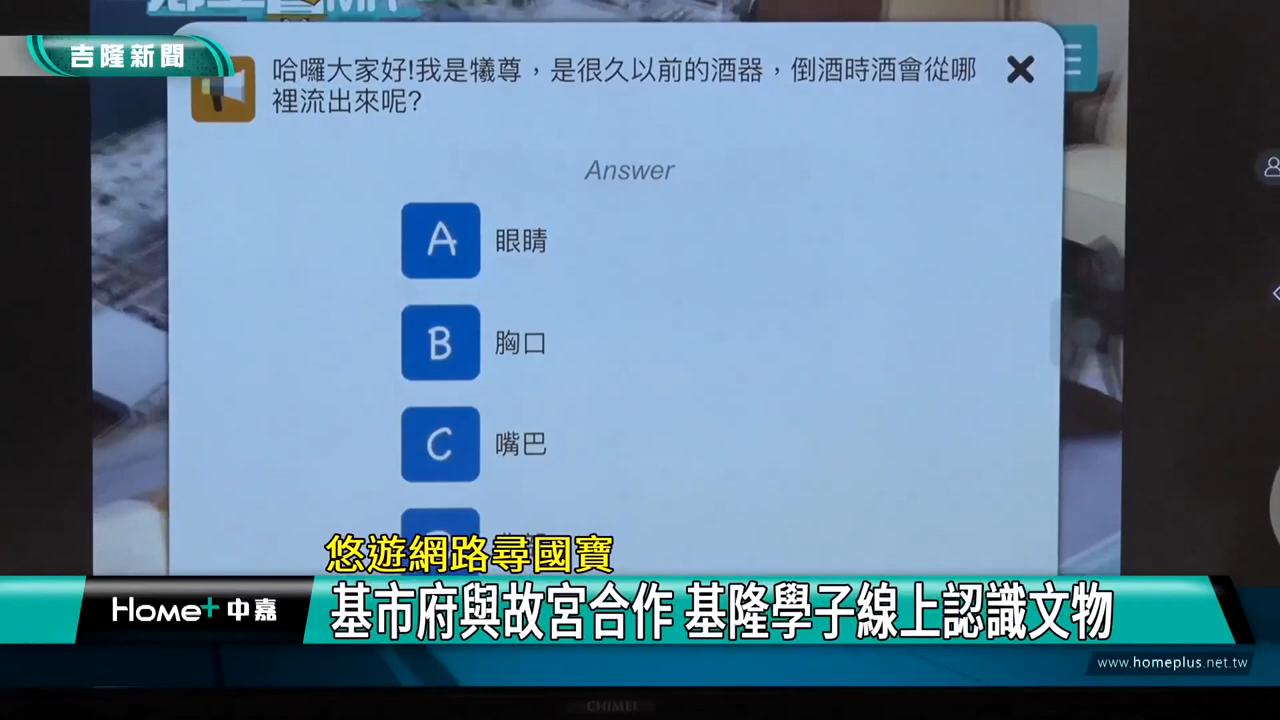 吉隆新聞
哈囉大家好!我是犧尊，是很久以前的酒器，倒酒時酒會從哪
裡流出來呢?
Answer
A 眼睛
B 胸口
C 嘴巴
悠遊網路尋國寶
Home+中嘉
基市府與故宮合作 基隆學子線上認識文物
www.homeplus.net.tw
CHIMEI